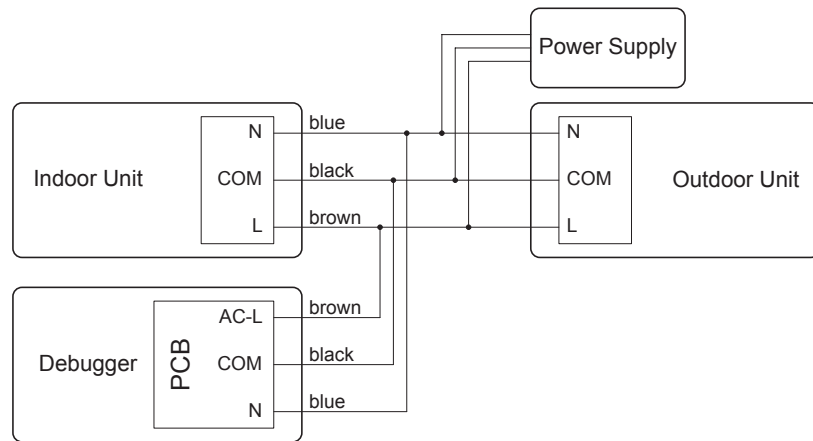 Power Supply
Indoor Unit
N
blue
COM
black
L
brown
N
COM
L
Outdoor Unit
Debugger
PCB
AC-L
brown
COM
black
N
blue